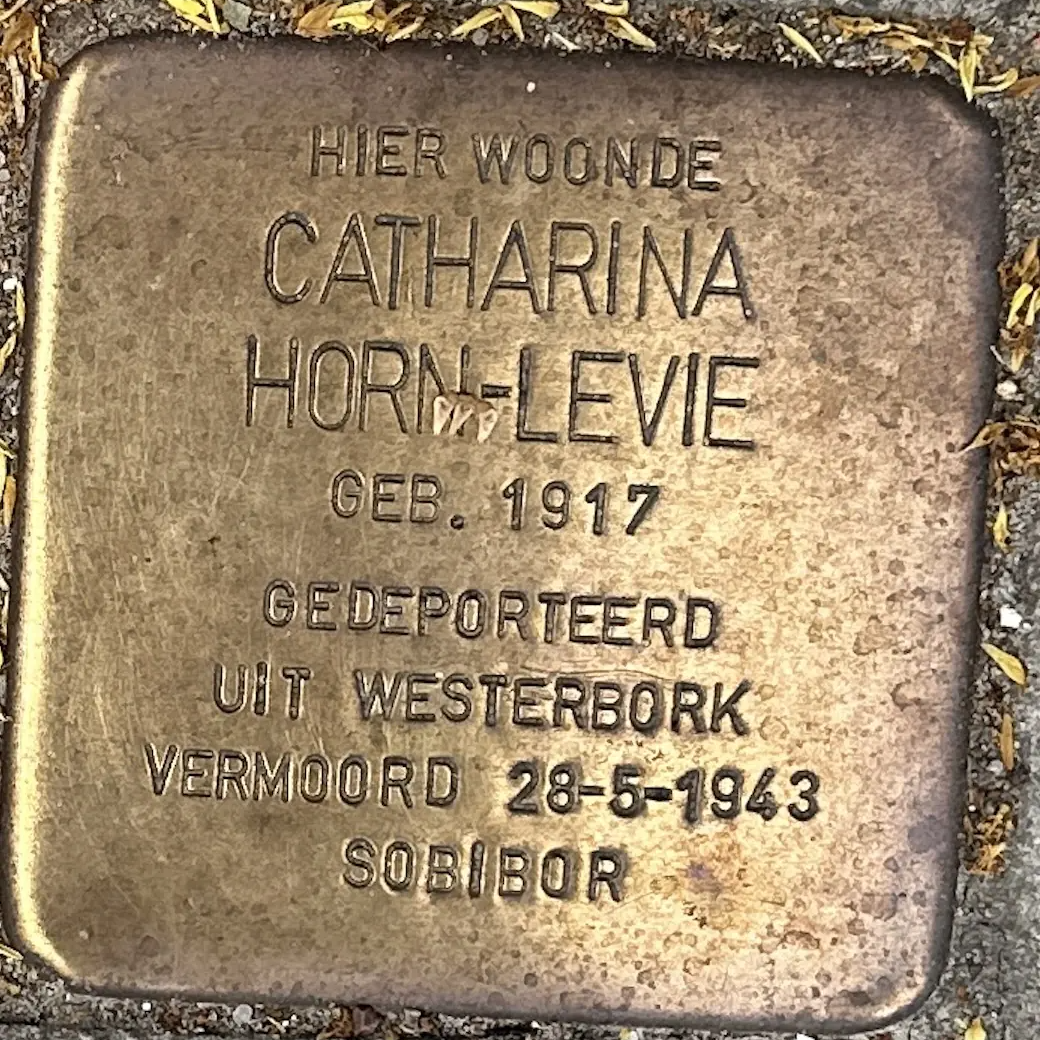 HIER WOONDE
CATHARINA
HORN-LEVIE
GEB. 1917
GEDEPORTEERD
UIT WESTERBORK
VERMOORD 28-5-1943
SOBIBOR